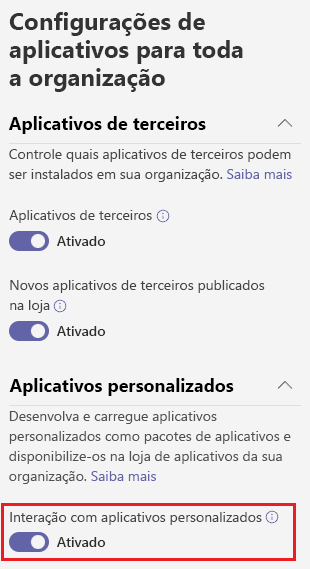 Configurações de
aplicativos para toda
a organização
Aplicativos de terceiros
Controle quais aplicativos de terceiros podem
ser instalados em sua organização. Saiba mais
Aplicativos de terceiros
Ativado
Novos aplicativos de terceiros publicados
na loja
Ativado
Aplicativos personalizados
Desenvolva e carregue aplicativos
personalizados como pacotes de aplicativos e
disponibilize-os na loja de aplicativos da sua
organização. Saiba mais
Interação com aplicativos personalizados
Ativado